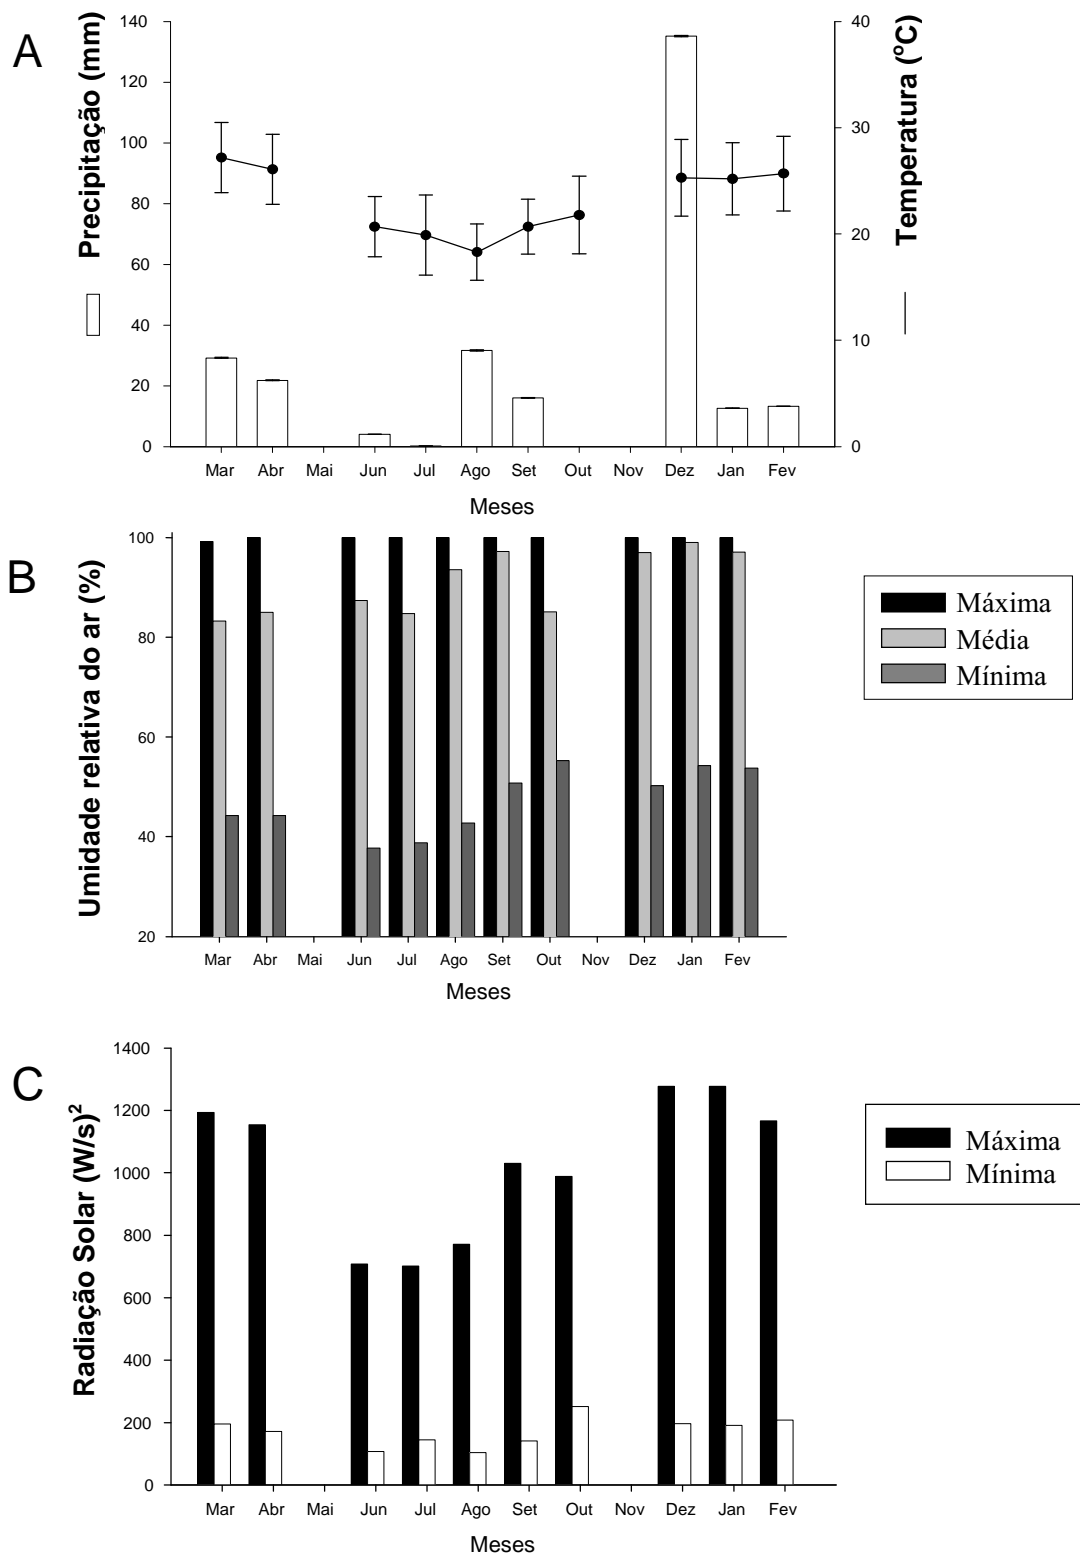 A
Precipitação (mm)
140
120
100
80
60
40
20
0
40
30
20
10
0
Temperatura (ºC)
Mar Abr Mai Jun Jul Ago Set Out Nov Dez Jan Fev
Meses
B
Umidade relativa do ar (%)
100
80
60
40
20
Mar Abr Mai Jun Jul Ago Set Out Nov Dez Jan Fev
Meses
Máxima
Média
Mínima
C
Radiação Solar (W/s)²
1400
1200
1000
800
600
400
200
0
Mar Abr Mai Jun Jul Ago Set Out Nov Dez Jan Fev
Meses
Máxima
Mínima